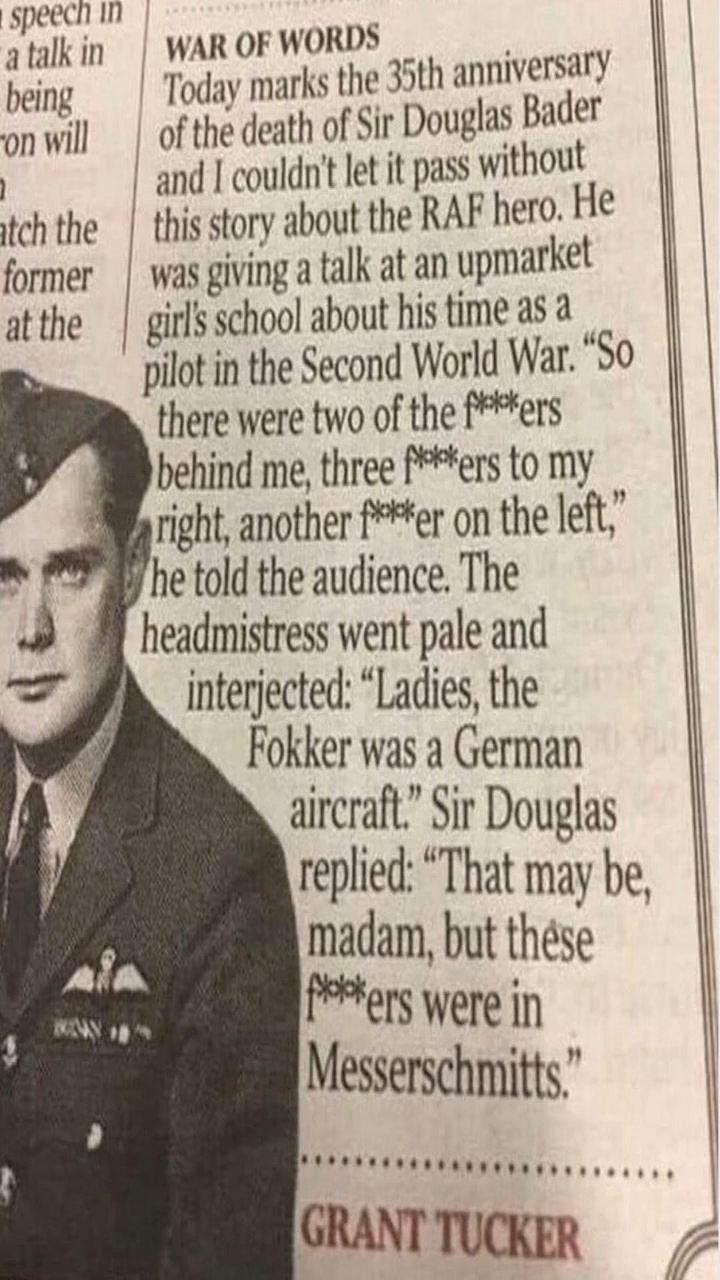 speech in
a talk in
being
will
atch the
former
at the
WAR OF WORDS
Today marks the 35th anniversary
of the death of Sir Douglas Bader
and I couldn't let it pass without
this story about the RAF hero. He
was giving a talk at an upmarket
girl's school about his time as a
pilot in the Second World War. “So
there were two of the f***ers
behind me, three f***ers to my
right, another f***er on the left,”
he told the audience. The
headmistress went pale and
interjected: “Ladies, the
Fokker was a German
aircraft.” Sir Douglas
replied: “That may be,
madam, but these
f***ers were in
Messerschmitts.”
GRANT TUCKER